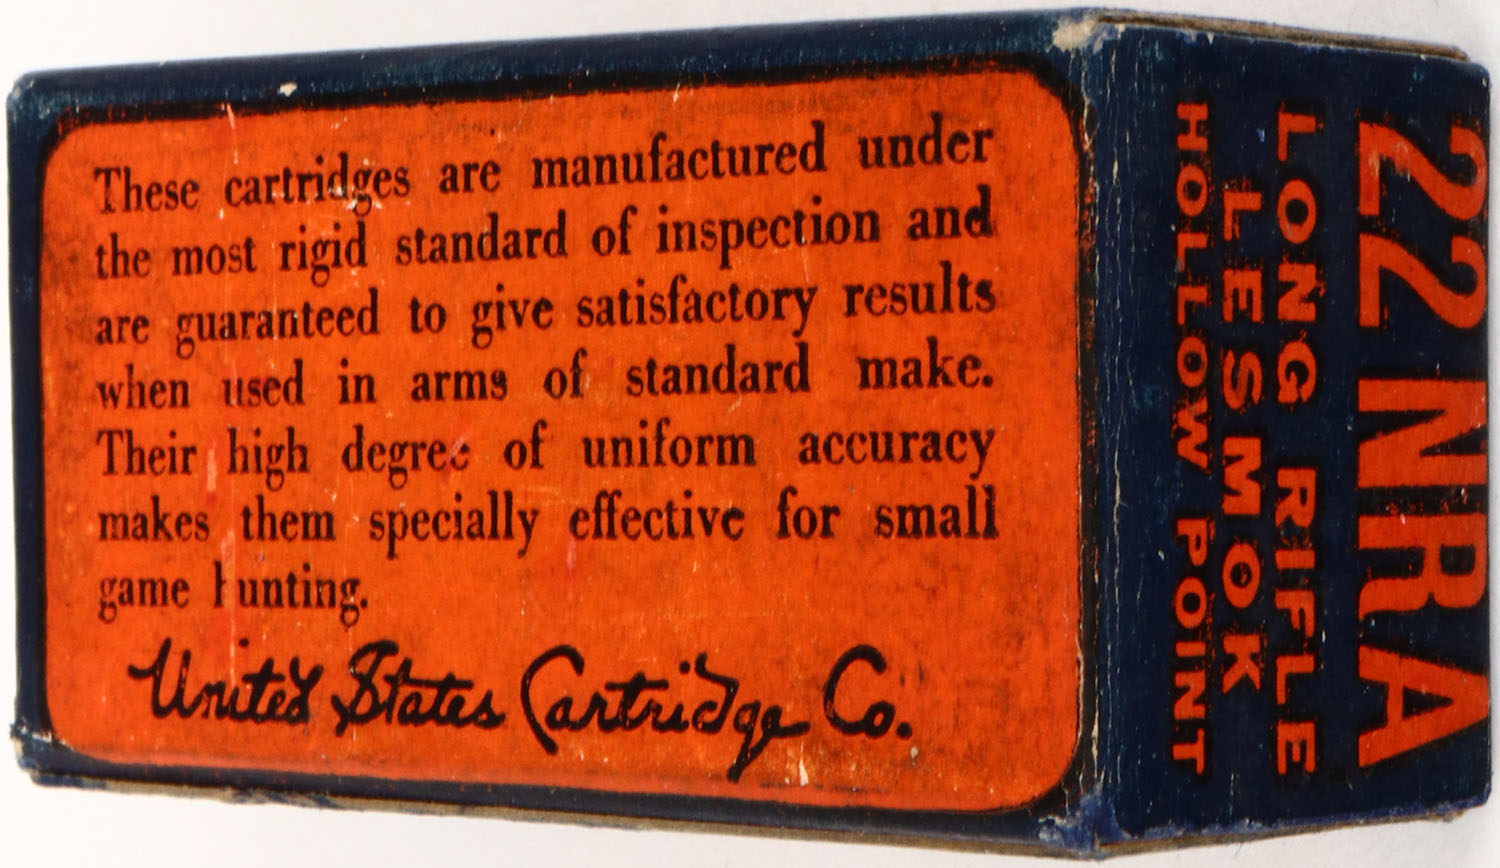 These cartridges are manufactured under
the most rigid standard of inspection and
are guaranteed to give satisfactory results
when used in arms of standard make.
Their high degree of uniform accuracy
makes them specially effective for small
game hunting.
United States Cartridge Co.
22 NRA
LONG RIFLE
LESMOK
HOLLOW POINT